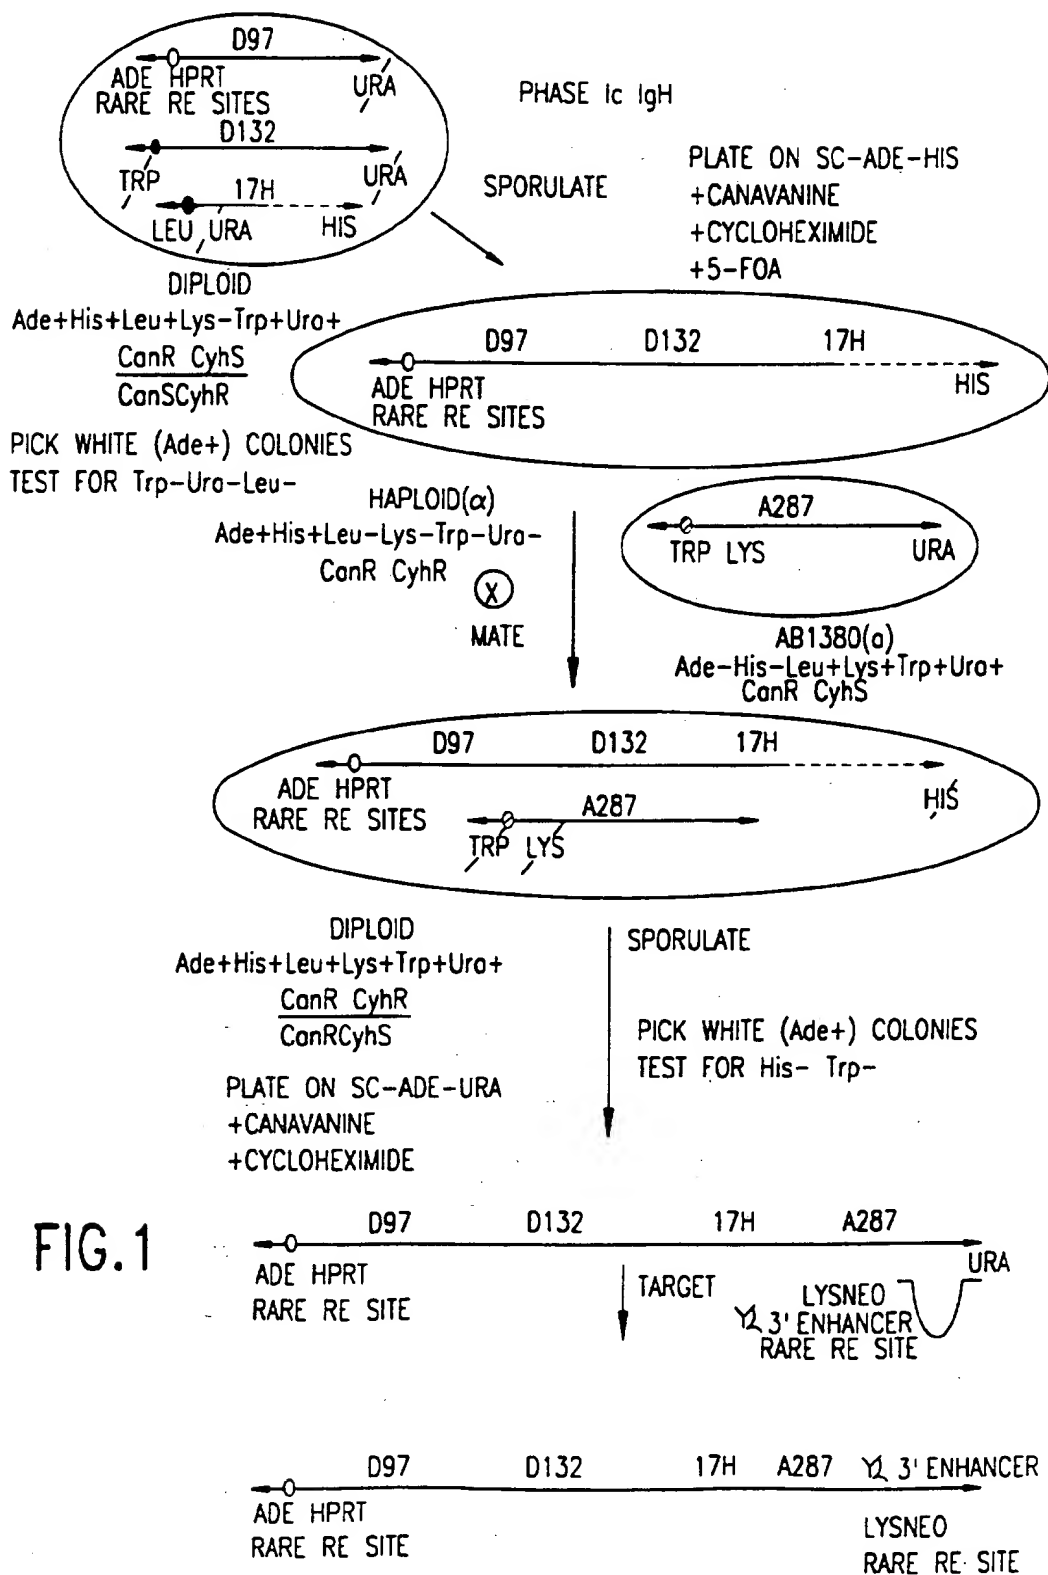 D97
ADE HPRT
RARE RE SITES
URA
D132
TRP
URA
17H
LEU URA
HIS
DIPLOID
Ade+His+Leu+Lys-Trp+Ura+
CanR CyhS
CanSCyhR
PICK WHITE (Ade+) COLONIES
TEST FOR Trp-Ura-Leu-
PHASE Ic IgH
SPORULATE
PLATE ON SC-ADE-HIS
+CANAVANINE
+CYCLOHEXIMIDE
+5-FOA
D97 D132 17H
ADE HPRT
RARE RE SITES
HIS
HAPLOID(α)
Ade+His+Leu-Lys-Trp-Ura-
CanR CyhR
X
MATE
A287
TRP LYS URA
AB1380(a)
Ade-His-Leu+Lys+Trp+Ura+
CanR CyhS
D97 D132 17H
ADE HPRT
RARE RE SITES
HIS
A287
TRP LYS
DIPLOID
Ade+His+Leu+Lys+Trp+Ura+
CanR CyhR
CanRCyhS
PLATE ON SC-ADE-URA
+CANAVANINE
+CYCLOHEXIMIDE
SPORULATE
PICK WHITE (Ade+) COLONIES
TEST FOR His- Trp-
FIG.1
D97 D132 17H A287
ADE HPRT
RARE RE SITE
URA
TARGET
LYSNEO
γ2 3' ENHANCER
RARE RE SITE
D97 D132 17H A287 γ2 3' ENHANCER
ADE HPRT
RARE RE SITE
LYSNEO
RARE RE SITE